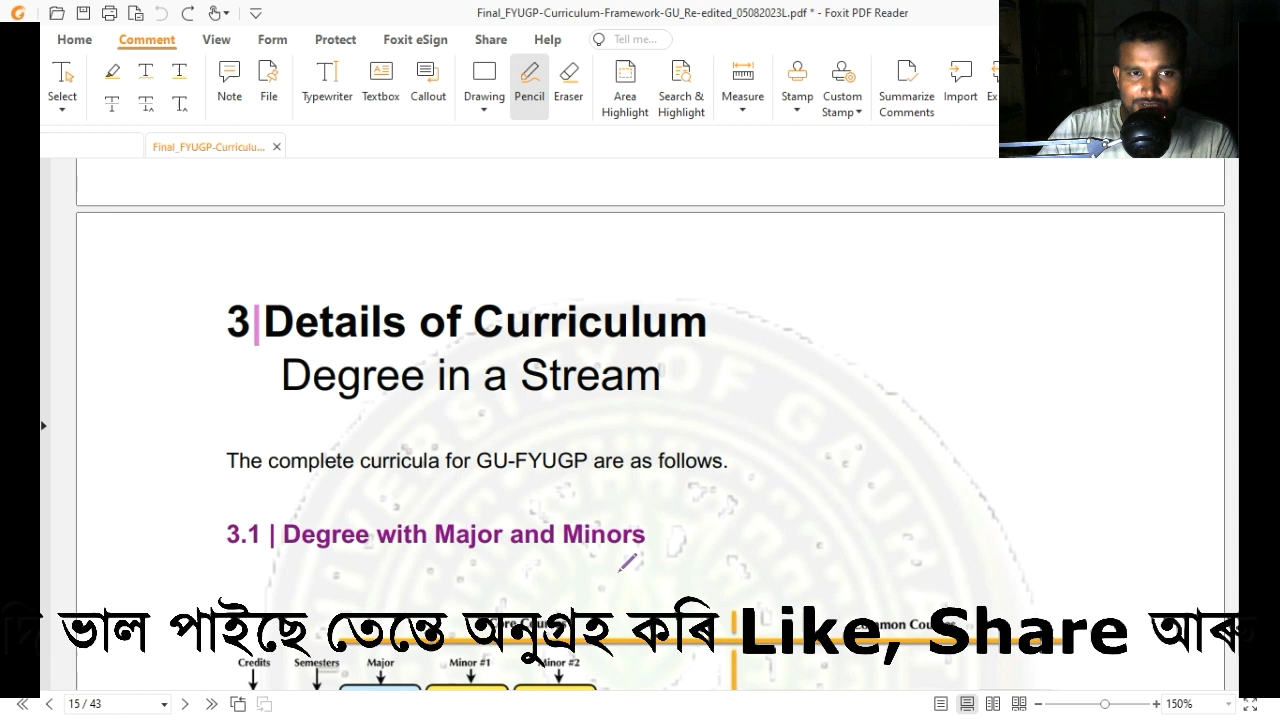 Final_FYUGP-Curriculum-Framework-GU_Re-edited_05082023L.pdf * - Foxit PDF Reader
Home Comment View Form Protect Foxit eSign Share Help Tell me...
Select Note File Typewriter Textbox Callout Drawing Pencil Eraser Area Highlight Search & Highlight Measure Stamp Custom Stamp Summarize Comments Import Ex
Final_FYUGP-Curriculu...
3|Details of Curriculum
Degree in a Stream
The complete curricula for GU-FYUGP are as follows.
3.1 | Degree with Major and Minors
ভাল পাইছে তেন্তে অনুগ্ৰহ কৰি Like, Share আৰু
Credits Semesters Major Minor #1 Minor #2
15 / 43 150%